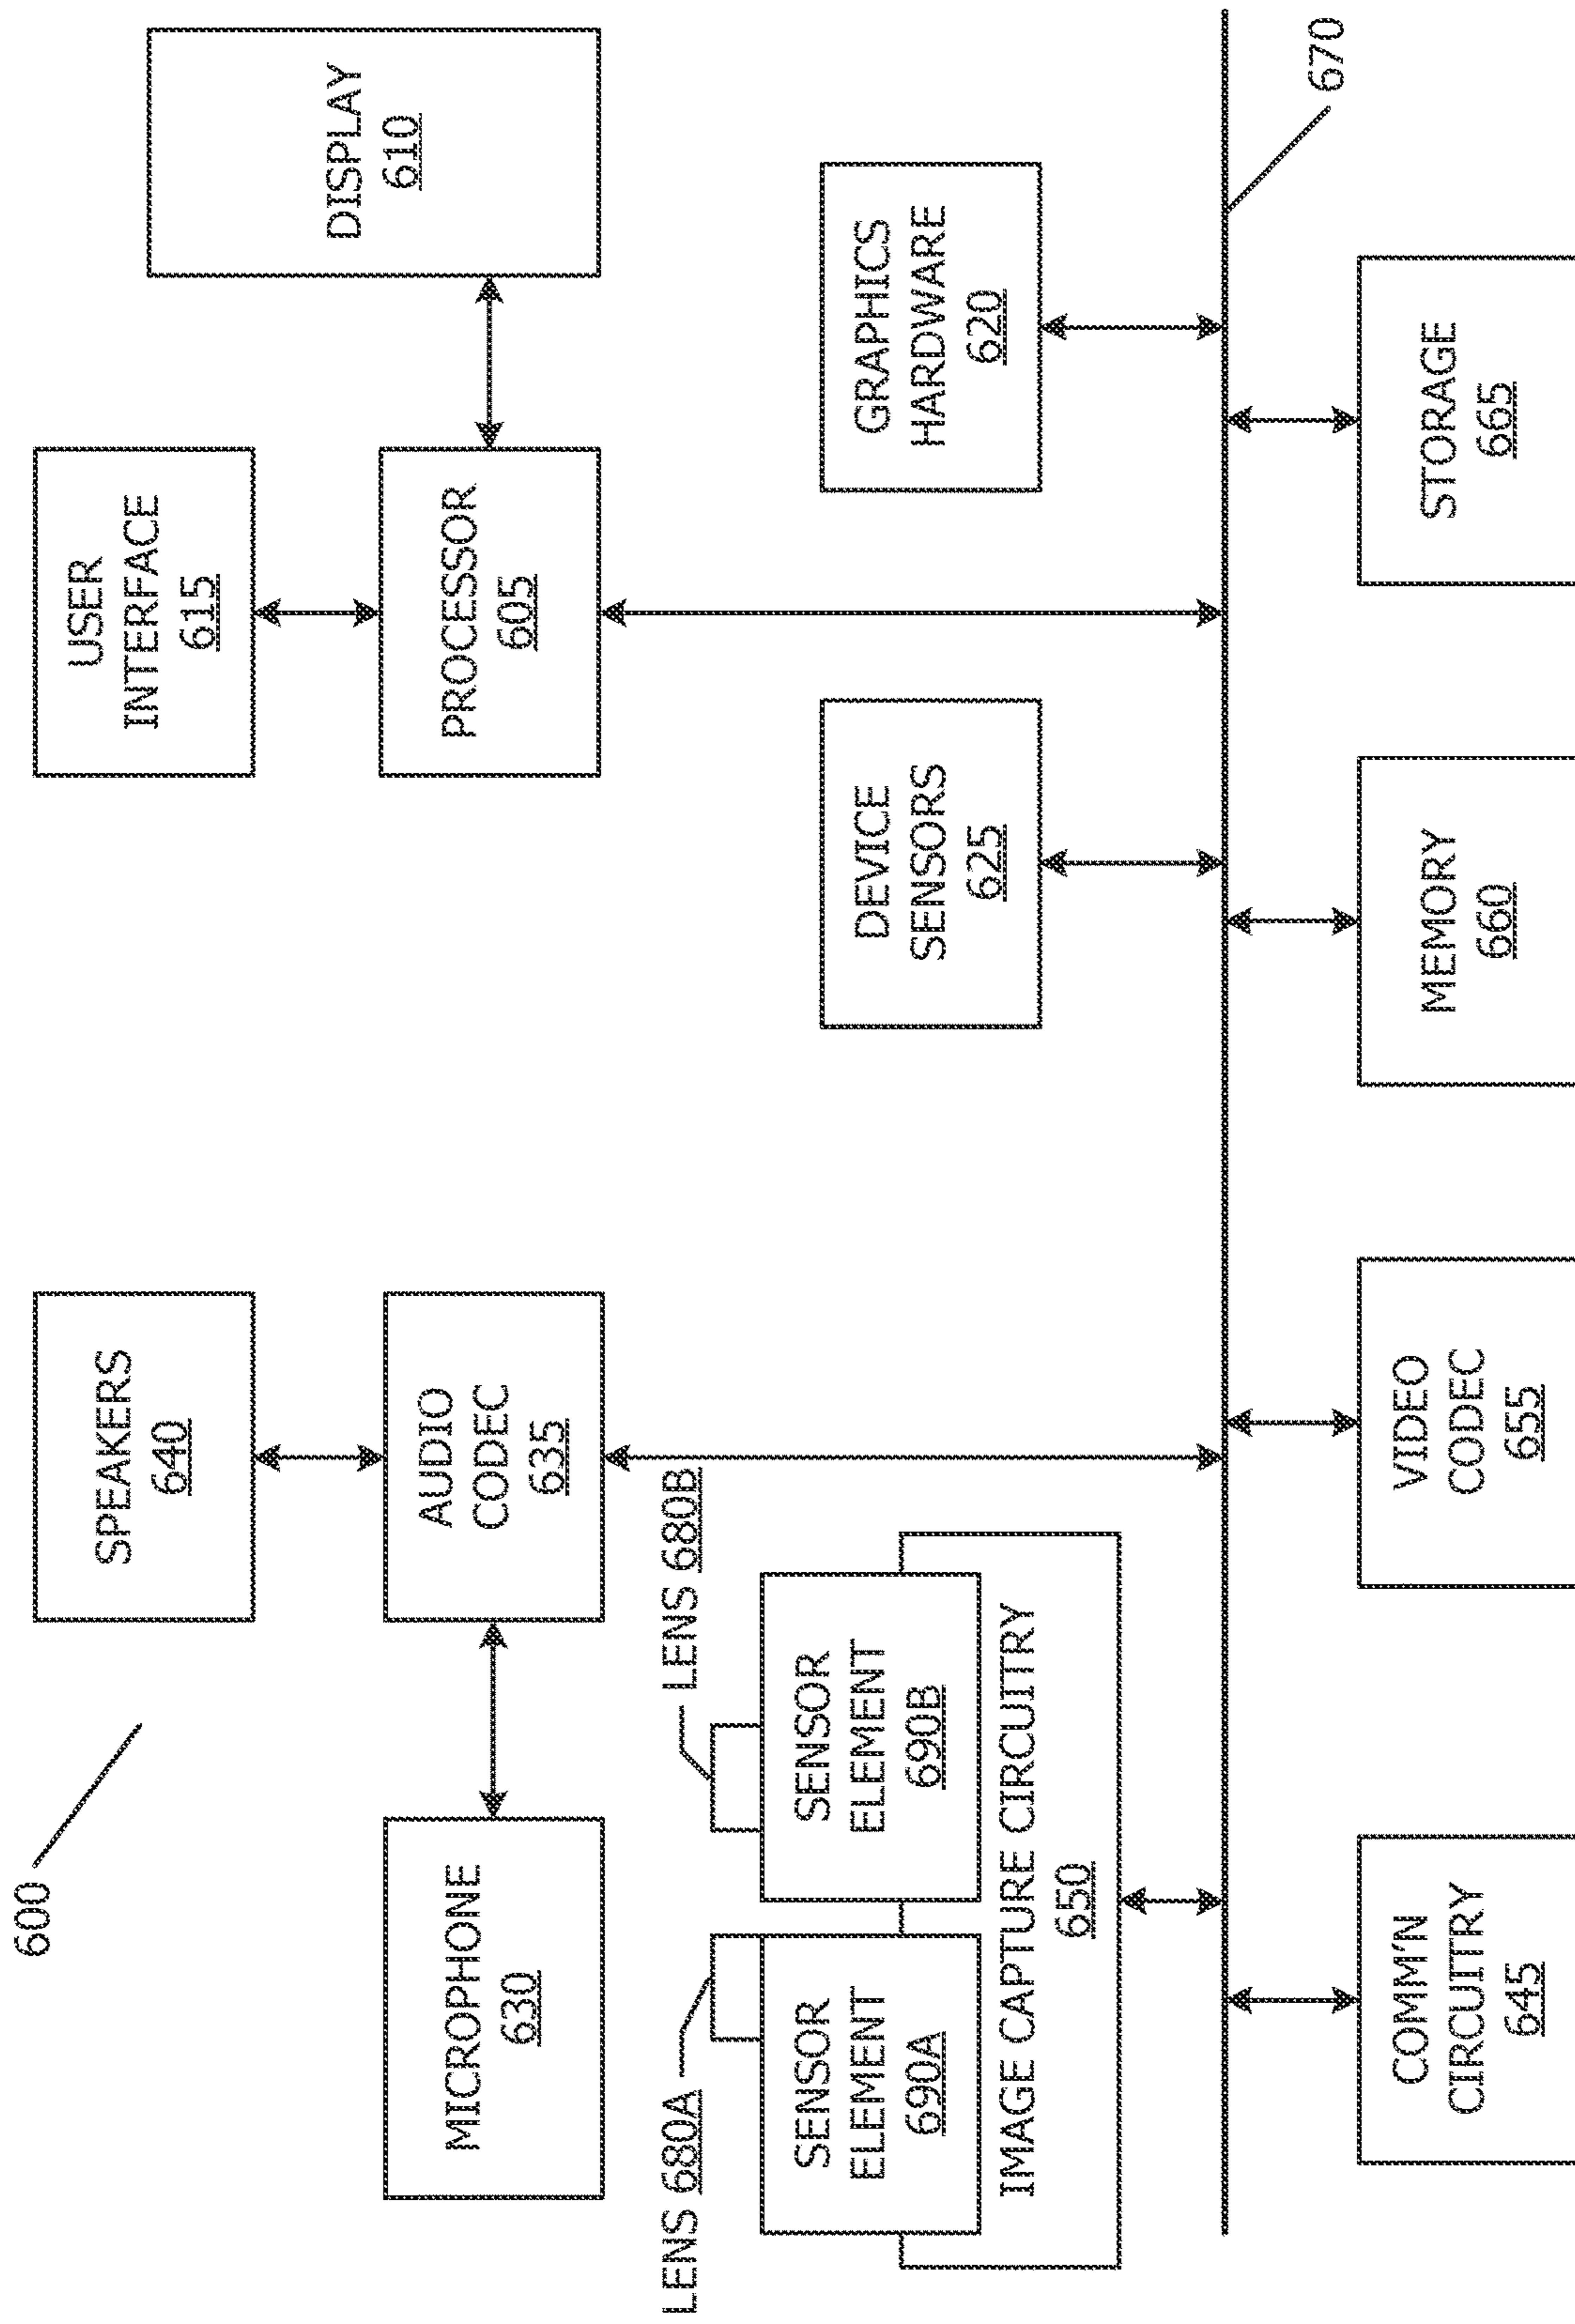 600
SPEAKERS
640
USER
INTERFACE
615
MICROPHONE
630
AUDIO
CODEC
635
PROCESSOR
605
DISPLAY
610
LENS 680A
LENS 680B
SENSOR
ELEMENT
690A
SENSOR
ELEMENT
690B
IMAGE CAPTURE CIRCUITRY
650
DEVICE
SENSORS
625
GRAPHICS
HARDWARE
620
670
COMM'N
CIRCUITRY
645
VIDEO
CODEC
655
MEMORY
660
STORAGE
665